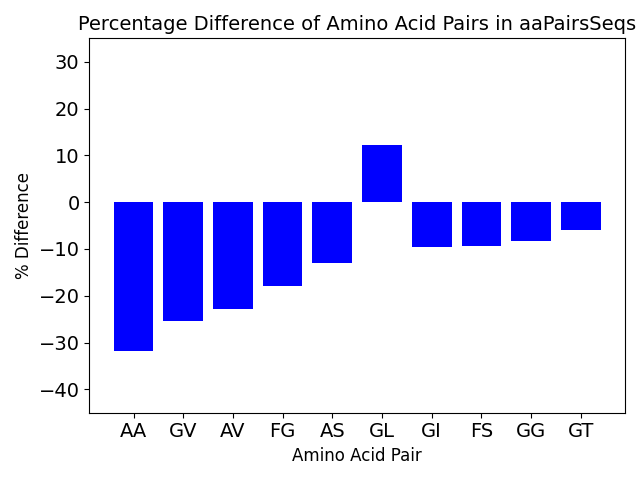 Percentage Difference of Amino Acid Pairs in aaPairsSeqs
30
20
10
0
−10
−20
−30
−40
% Difference
AA GV AV FG AS GL GI FS GG GT
Amino Acid Pair